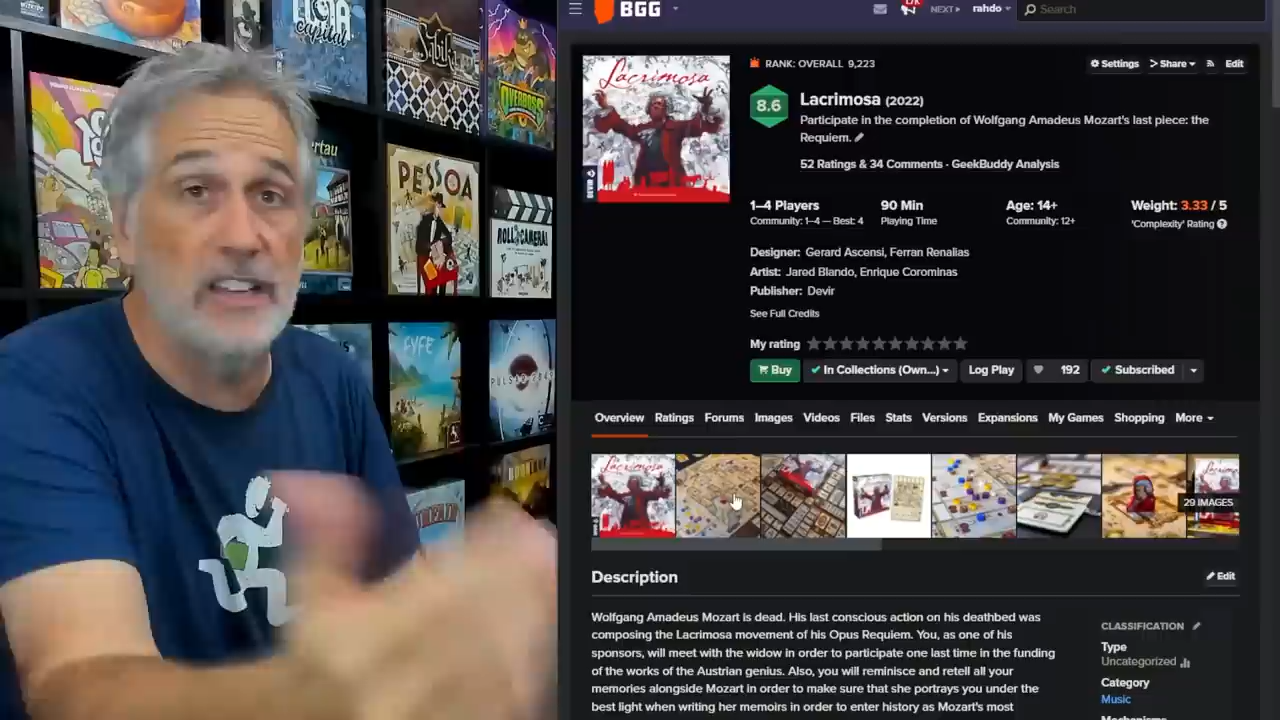 BGG
NEXT
rahdo
Search
RANK: OVERALL 9,223
Settings
Share
Edit
8.6
Lacrimosa (2022)
Participate in the completion of Wolfgang Amadeus Mozart's last piece: the
Requiem.
52 Ratings & 34 Comments · GeekBuddy Analysis
1–4 Players
90 Min
Age: 14+
Weight: 3.33 / 5
Community: 1–4 — Best: 4
Playing Time
Community: 12+
'Complexity' Rating
Designer: Gerard Ascensi, Ferran Renalias
Artist: Jared Blando, Enrique Corominas
Publisher: Devir
See Full Credits
My rating
Buy
In Collections (Own...)
Log Play
192
Subscribed
Overview
Ratings
Forums
Images
Videos
Files
Stats
Versions
Expansions
My Games
Shopping
More
29 IMAGES
Description
Edit
Wolfgang Amadeus Mozart is dead. His last conscious action on his deathbed was
composing the Lacrimosa movement of his Opus Requiem. You, as one of his
sponsors, will meet with the widow in order to participate one last time in the funding
of the works of the Austrian genius. Also, you will reminisce and retell all your
memories alongside Mozart in order to make sure that she portrays you under the
best light when writing her memoirs in order to enter history as Mozart's most
CLASSIFICATION
Type
Uncategorized
Category
Music
Lacrimosa
DEVIR
Lacrimosa
Lacrimosa
capital
Sabika
OVERBOSS
PESSOA
ROLL CAMERA!
FYFE